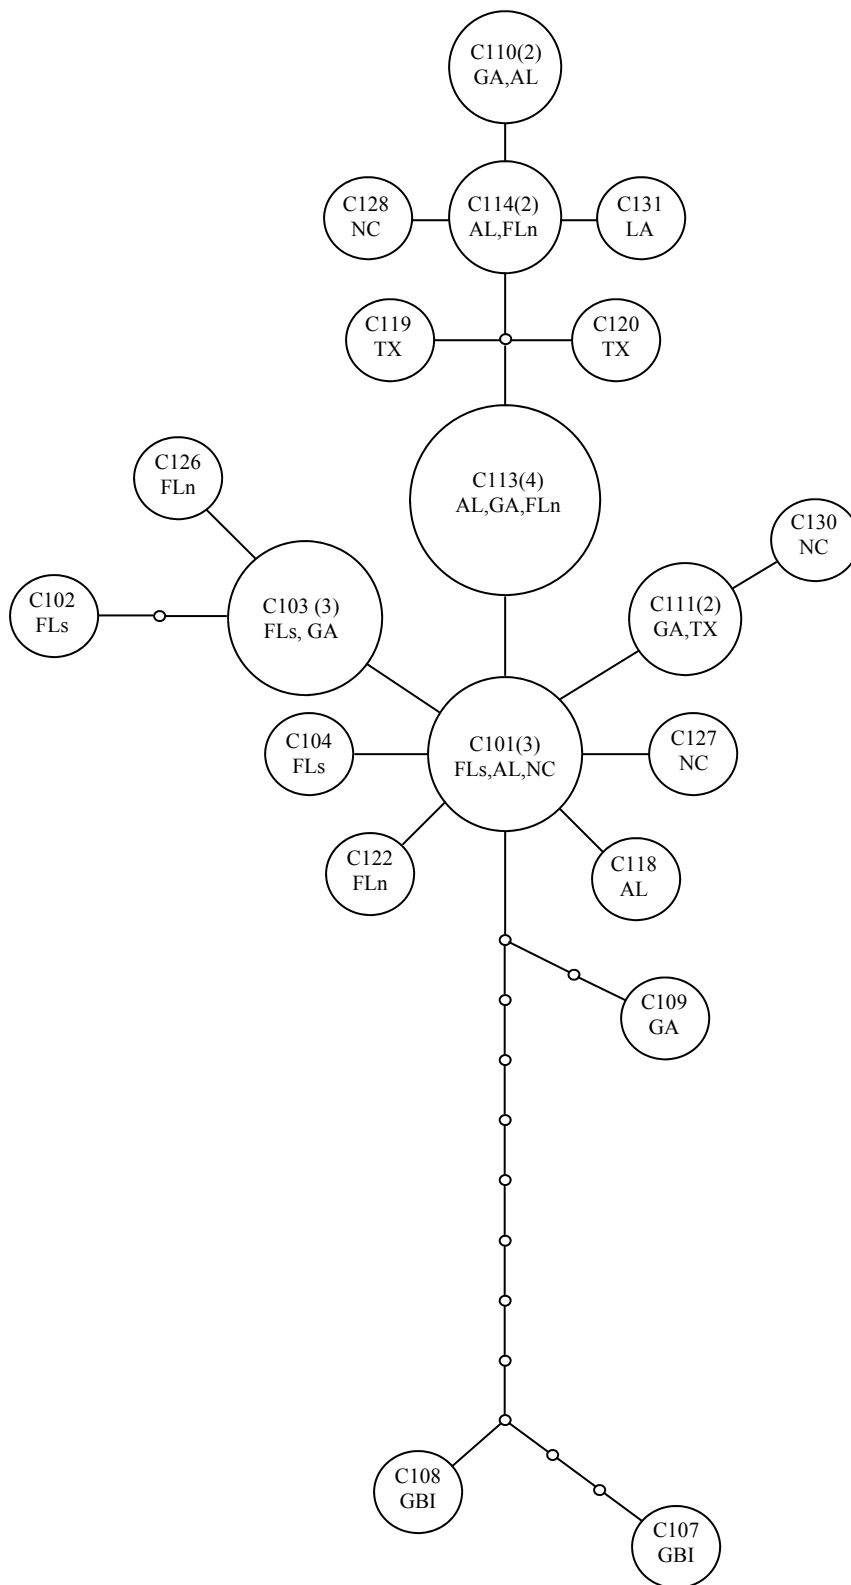 C110(2)
GA,AL
C128
NC
C114(2)
AL,FLn
C131
LA
C119
TX
C120
TX
C126
FLn
C113(4)
AL,GA,FLn
C130
NC
C102
FLs
C103 (3)
FLs, GA
C111(2)
GA,TX
C104
FLs
C101(3)
FLs,AL,NC
C127
NC
C122
FLn
C118
AL
C109
GA
C108
GBI
C107
GBI